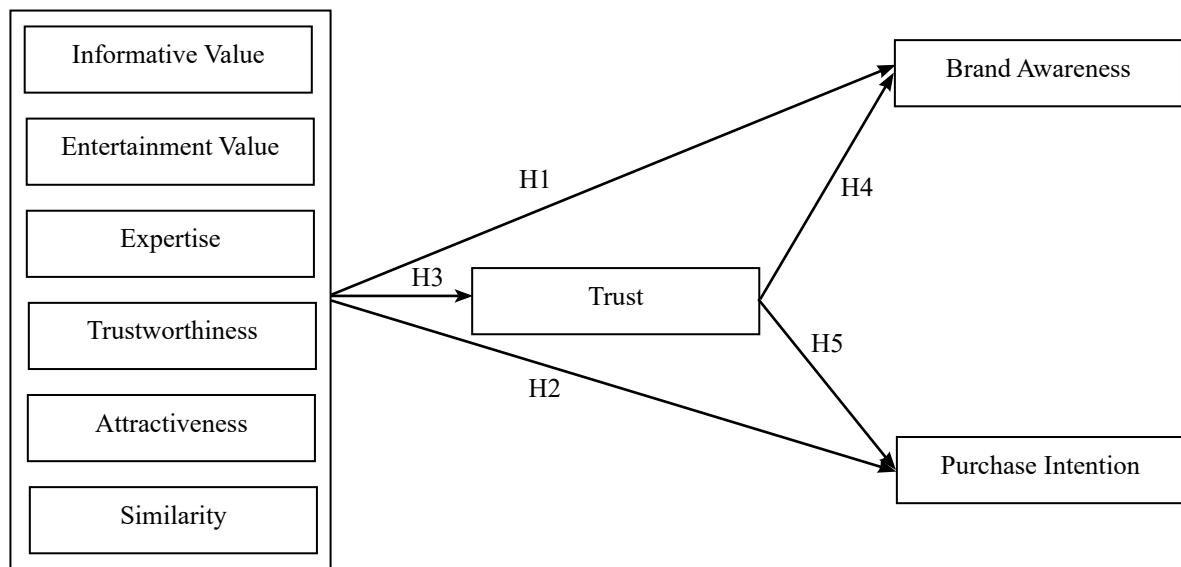 Informative Value
Entertainment Value
Expertise
Trustworthiness
Attractiveness
Similarity
H1
H3
H2
Trust
H4
H5
Brand Awareness
Purchase Intention